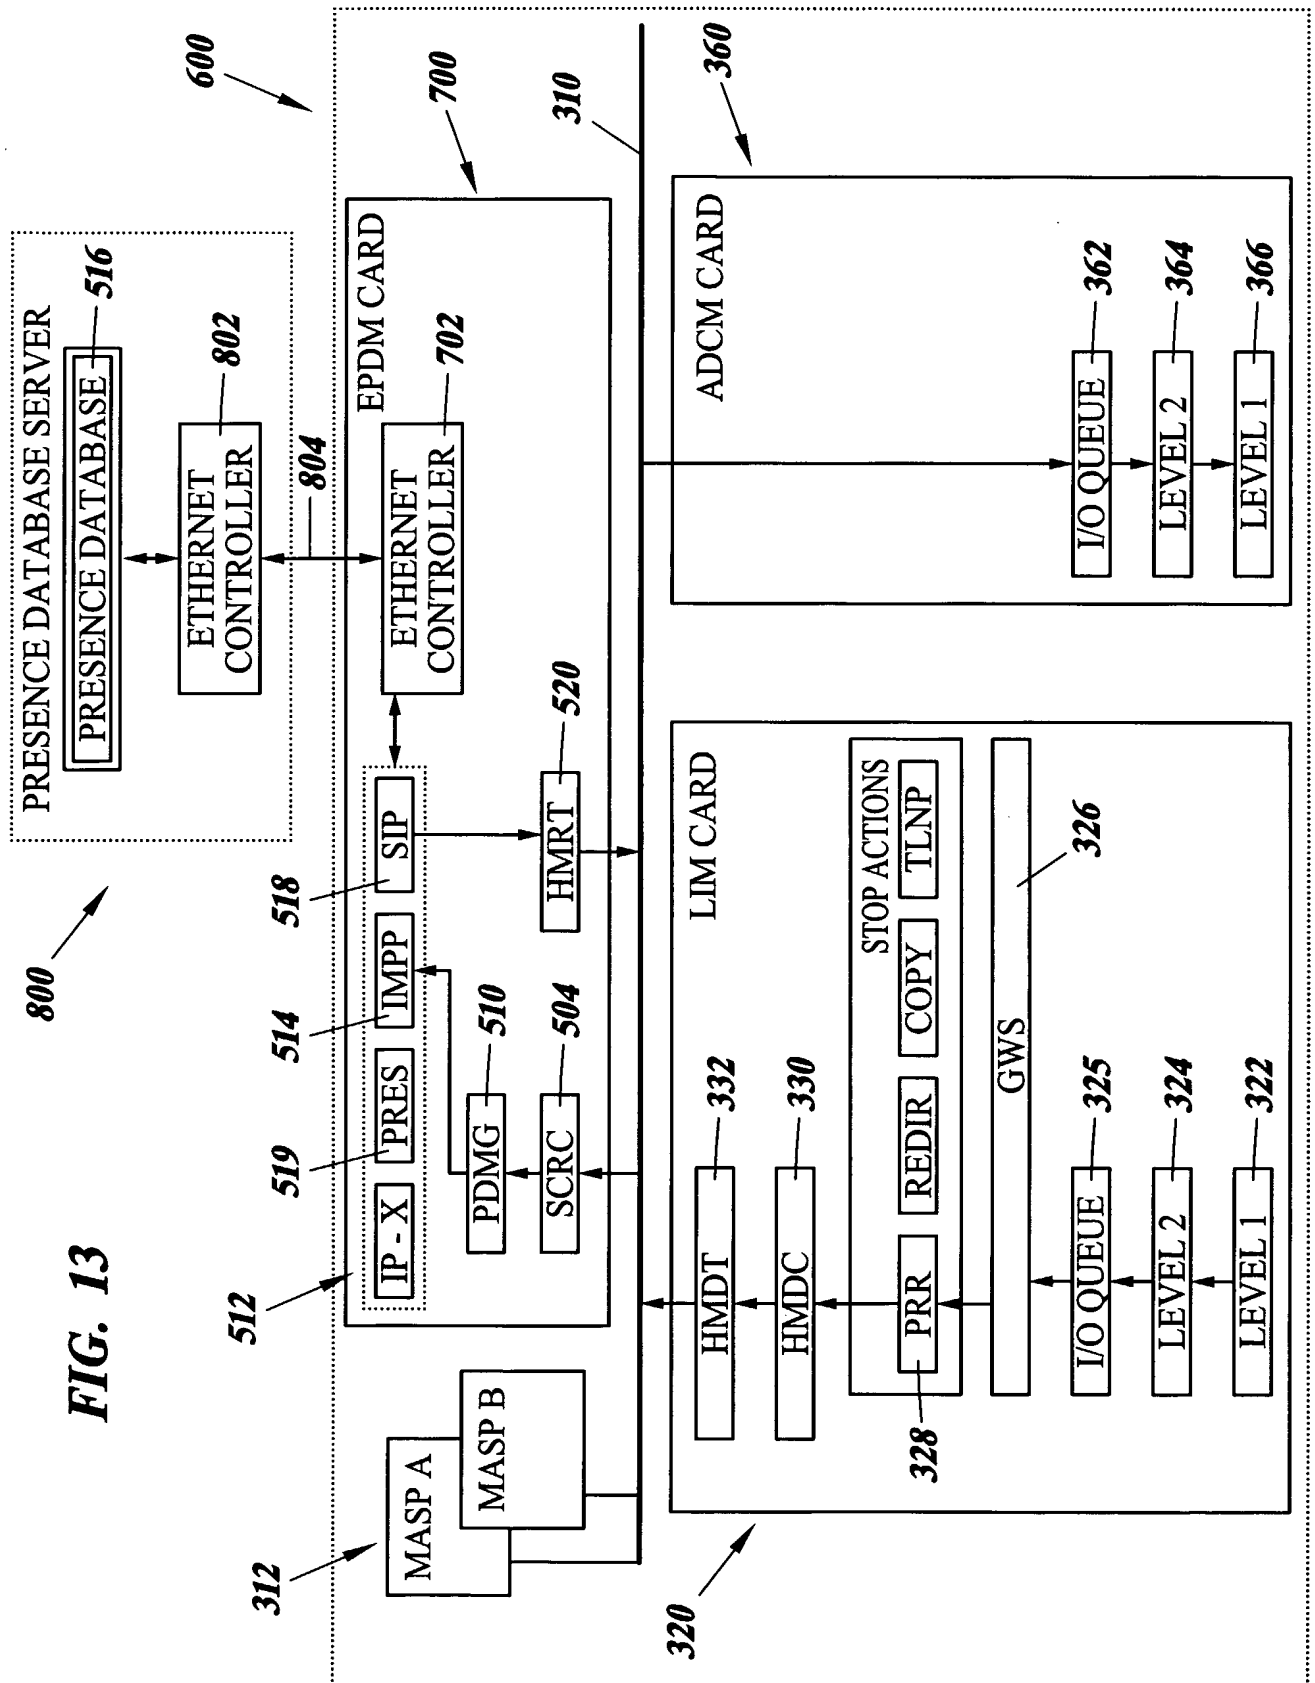 FIG. 13
800
PRESENCE DATABASE SERVER
PRESENCE DATABASE
516
ETHERNET
CONTROLLER
802
804
600
312
MASP A
MASP B
512
EPDM CARD
700
IP - X
PRES
IMPP
SIP
519
514
518
ETHERNET
CONTROLLER
702
PDMG
510
SCRC
504
HMRT
520
310
320
LIM CARD
HMDT
332
HMDC
330
STOP ACTIONS
PRR
REDIR
COPY
TLNP
328
GWS
326
I/O QUEUE
325
LEVEL 2
324
LEVEL 1
322
ADCM CARD
360
I/O QUEUE
362
LEVEL 2
364
LEVEL 1
366